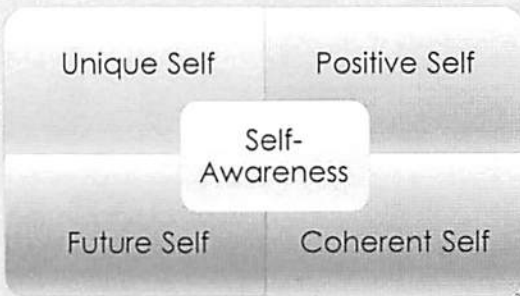 Unique Self
Positive Self
Self-
Awareness
Future Self
Coherent Self